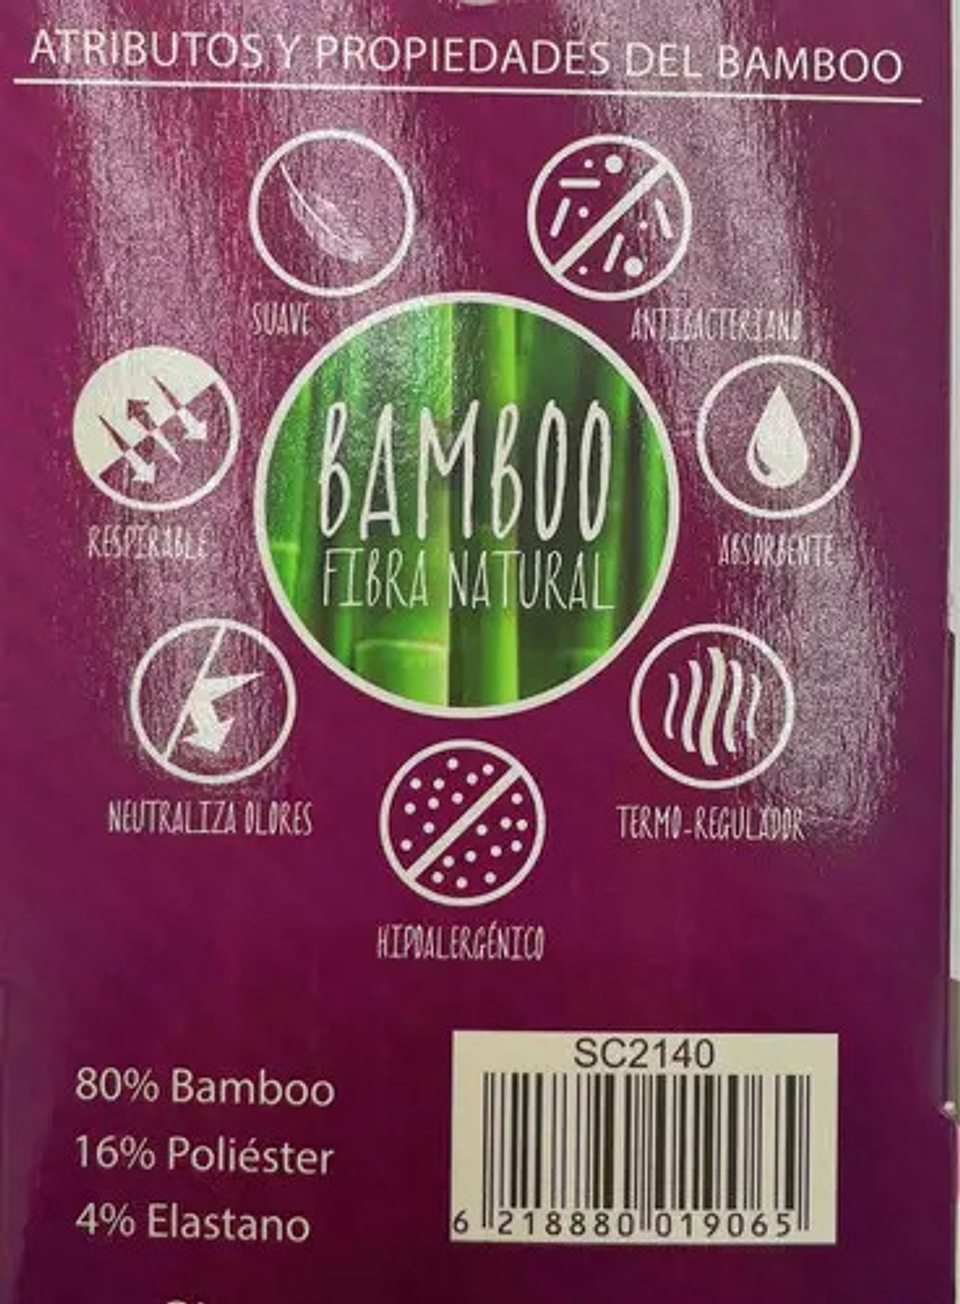 ATRIBUTOS Y PROPIEDADES DEL BAMBOO
SUAVE
ANTIBACTERIANO
RESPIRABLE
BAMBOO
FIBRA NATURAL
ABSORBENTE
NEUTRALIZA OLORES
TERMO-REGULADOR
HIPOALERGÉNICO
80% Bamboo
16% Poliéster
4% Elastano
SC2140
6 218880 019065